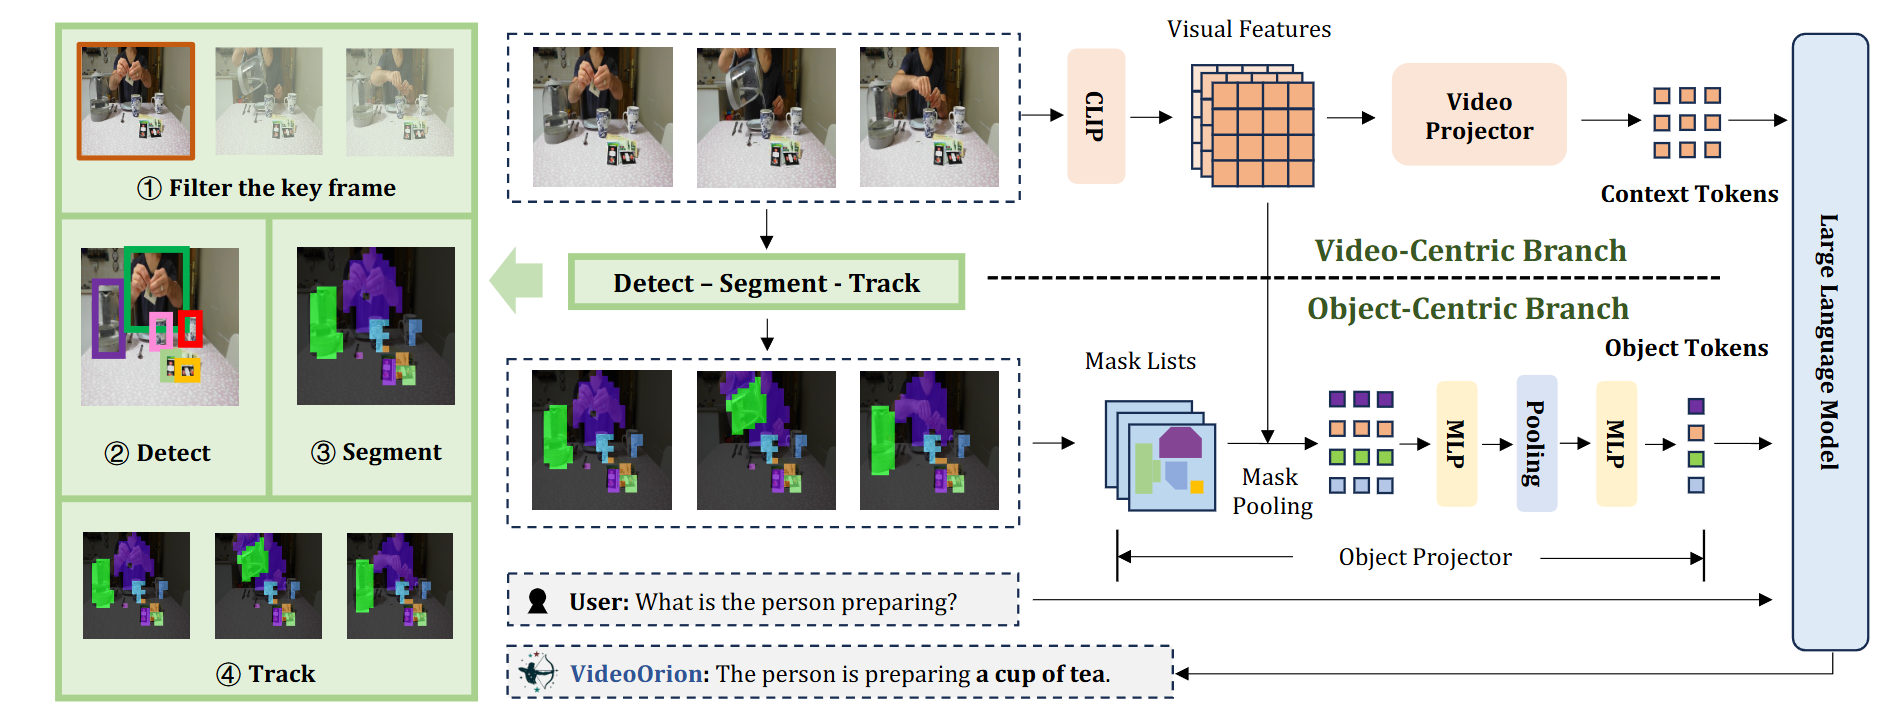 ① Filter the key frame
② Detect
③ Segment
④ Track
Detect – Segment - Track
CLIP
Visual Features
Video
Projector
Context Tokens
Video-Centric Branch
Object-Centric Branch
Mask Lists
Mask
Pooling
MLP
Pooling
MLP
Object Tokens
Object Projector
Large Language Model
User: What is the person preparing?
VideoOrion: The person is preparing a cup of tea.